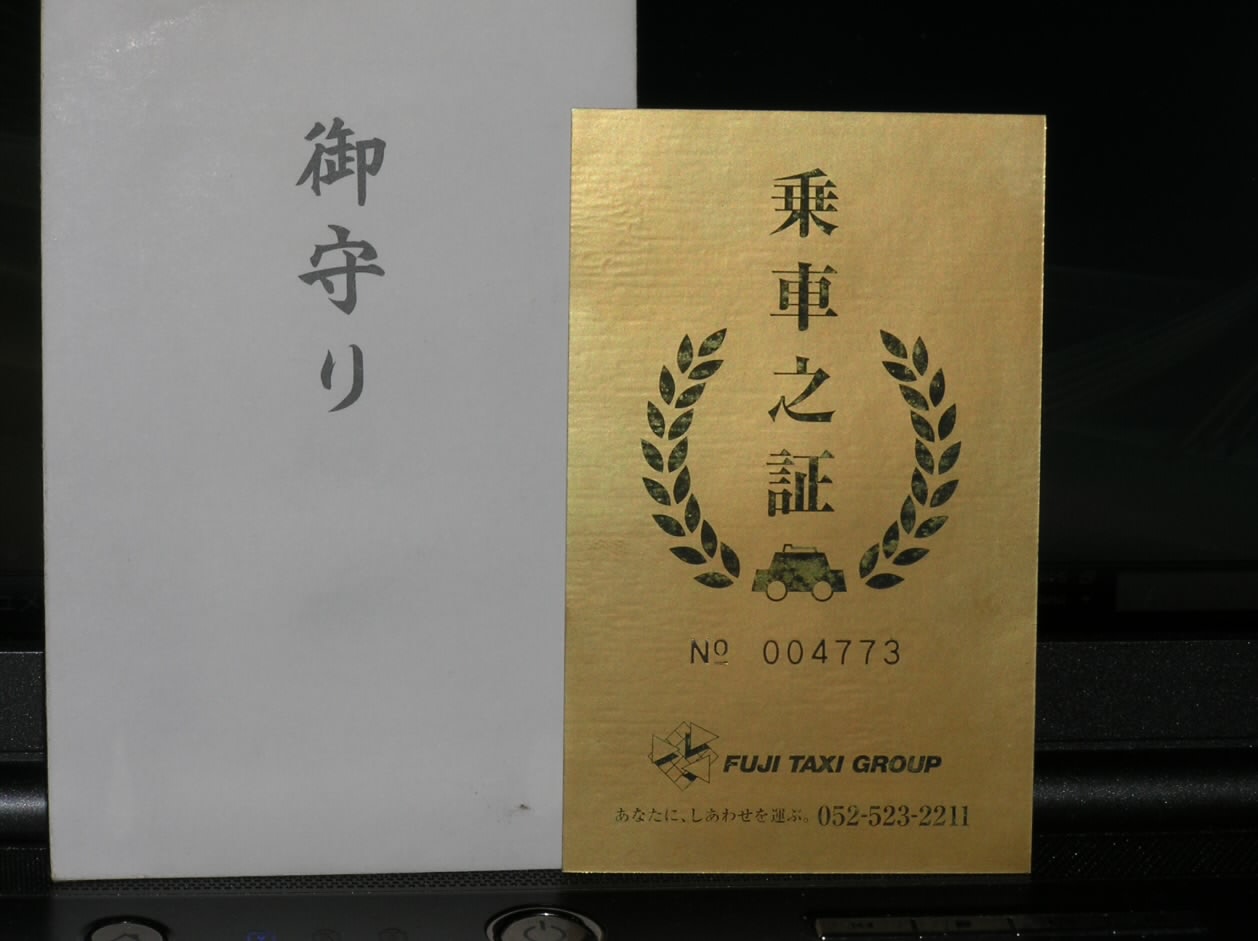 御守り
乗車之証
Nº 004773
FUJI TAXI GROUP
あなたに、しあわせを運ぶ。052-523-2211